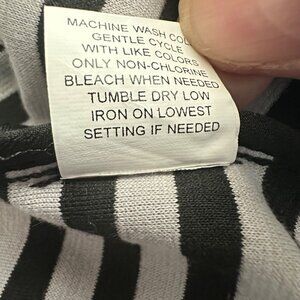 MACHINE WASH COLD
GENTLE CYCLE
WITH LIKE COLORS
ONLY NON-CHLORINE
BLEACH WHEN NEEDED
TUMBLE DRY LOW
IRON ON LOWEST
SETTING IF NEEDED